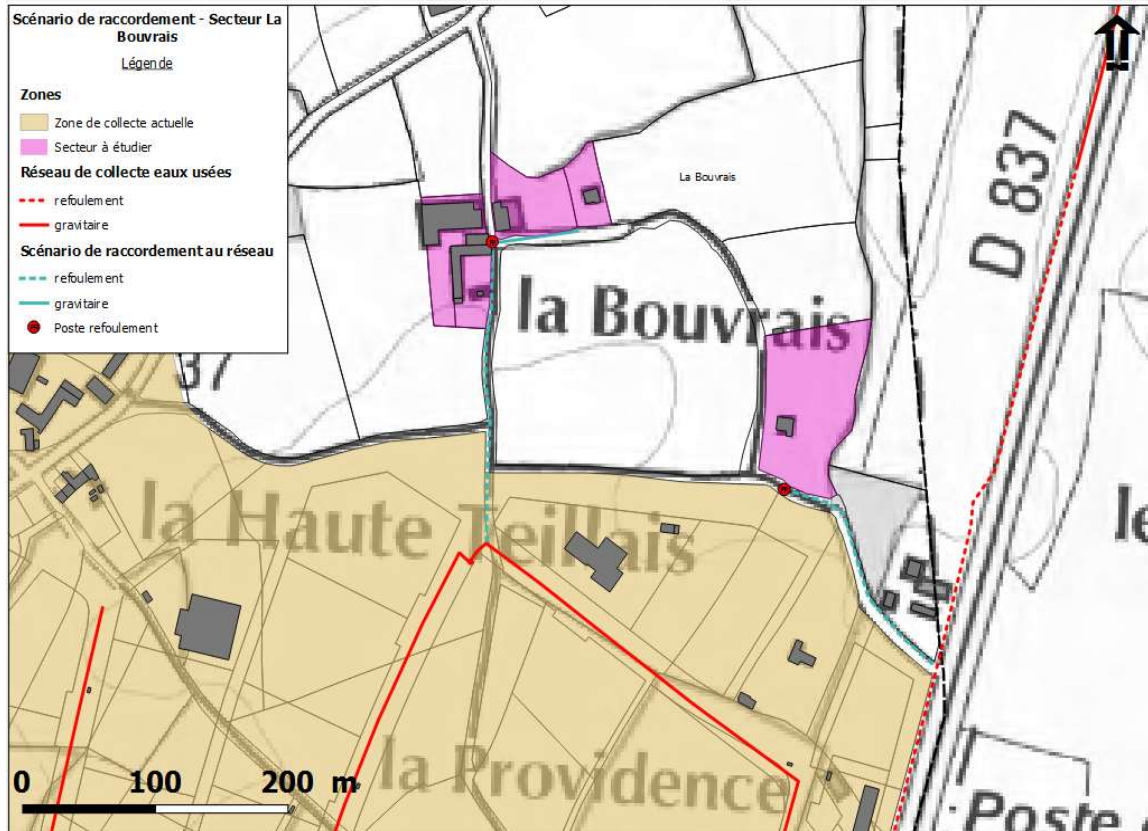 Scénario de raccordement - Secteur La
Bouvrais
Légende
Zones
Zone de collecte actuelle
Secteur à étudier
Réseau de collecte eaux usées
refoulement
gravitaire
Scénario de raccordement au réseau
refoulement
gravitaire
Poste refoulement
La Bouvrais
D 837
la Bouvrais
37
la Haute Teillais
le
la Providence
0 100 200 m
Poste